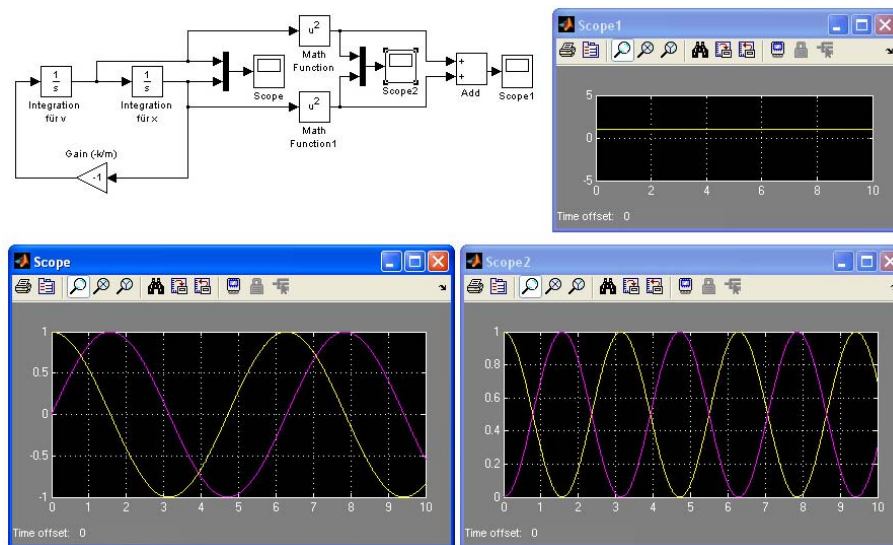 u²
Math
Function
1
s
Integration
für v
1
s
Integration
für x
Scope
Scope2
+
+
Add
Scope1
u²
Math
Function1
Gain (-k/m)
-1
Scope1
5
0
-5
0 2 4 6 8 10
Time offset: 0
Scope
1
0.5
0
-0.5
-1
0 1 2 3 4 5 6 7 8 9 10
Time offset: 0
Scope2
1
0.8
0.6
0.4
0.2
0
0 1 2 3 4 5 6 7 8 9 10
Time offset: 0